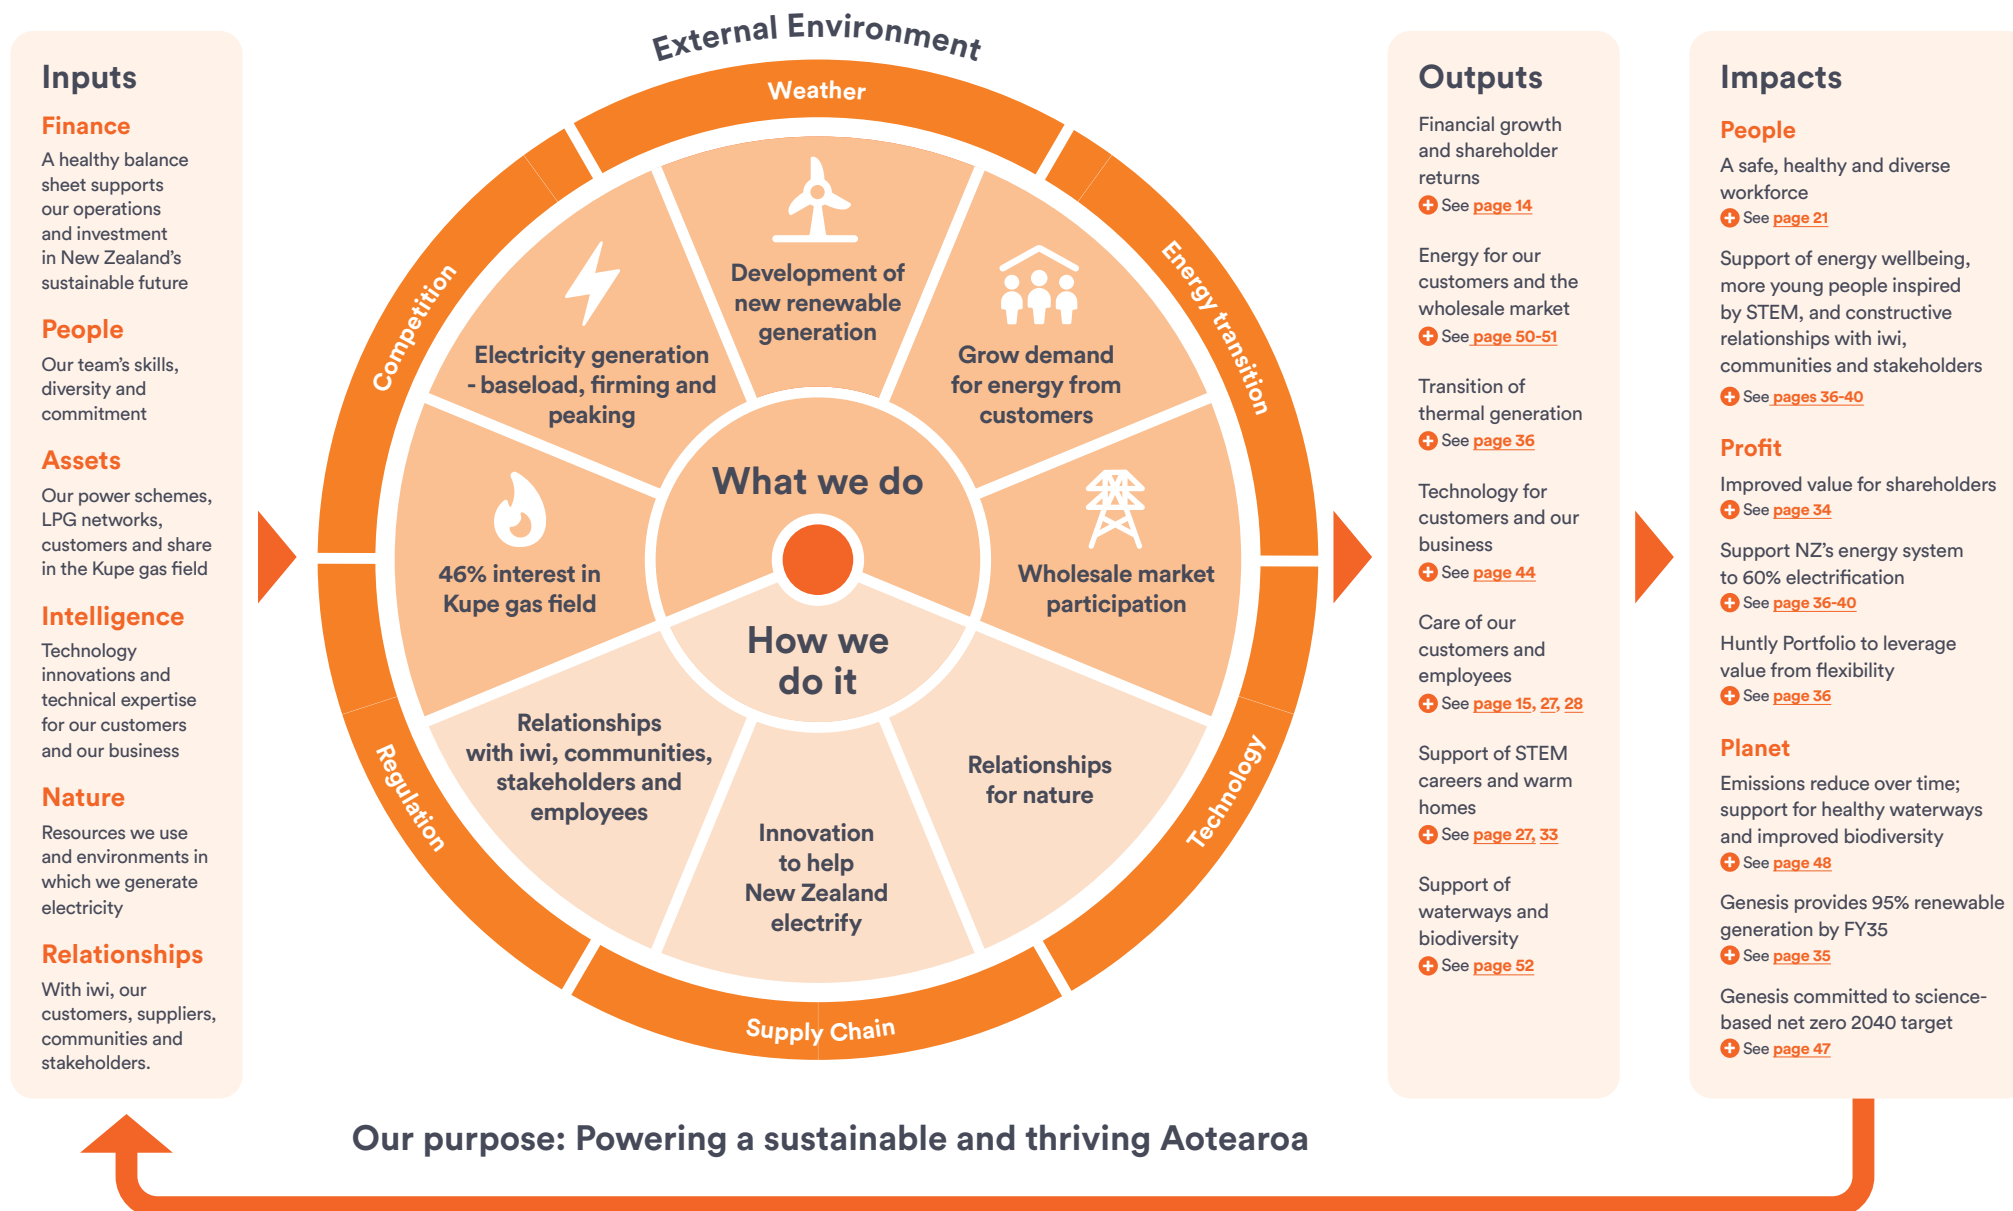 Inputs
Finance
A healthy balance
sheet supports
our operations
and investment
in New Zealand’s
sustainable future
People
Our team’s skills,
diversity and
commitment
Assets
Our power schemes,
LPG networks,
customers and share
in the Kupe gas field
Intelligence
Technology
innovations and
technical expertise
for our customers
and our business
Nature
Resources we use
and environments in
which we generate
electricity
Relationships
With iwi, our
customers, suppliers,
communities and
stakeholders.
External Environment
Weather
Energy transition
Technology
Supply Chain
Regulation
Competition
What we do
Electricity generation
- baseload, firming and
peaking
Development of
new renewable
generation
Grow demand
for energy from
customers
46% interest in
Kupe gas field
Wholesale market
participation
How we
do it
Relationships
with iwi, communities,
stakeholders and
employees
Innovation
to help
New Zealand
electrify
Relationships
for nature
Outputs
Financial growth
and shareholder
returns
See page 14
Energy for our
customers and the
wholesale market
See page 50-51
Transition of
thermal generation
See page 36
Technology for
customers and our
business
See page 44
Care of our
customers and
employees
See page 15, 27, 28
Support of STEM
careers and warm
homes
See page 27, 33
Support of
waterways and
biodiversity
See page 52
Impacts
People
A safe, healthy and diverse
workforce
See page 21
Support of energy wellbeing,
more young people inspired
by STEM, and constructive
relationships with iwi,
communities and stakeholders
See pages 36-40
Profit
Improved value for shareholders
See page 34
Support NZ’s energy system
to 60% electrification
See page 36-40
Huntly Portfolio to leverage
value from flexibility
See page 36
Planet
Emissions reduce over time;
support for healthy waterways
and improved biodiversity
See page 48
Genesis provides 95% renewable
generation by FY35
See page 35
Genesis committed to science-
based net zero 2040 target
See page 47
Our purpose: Powering a sustainable and thriving Aotearoa